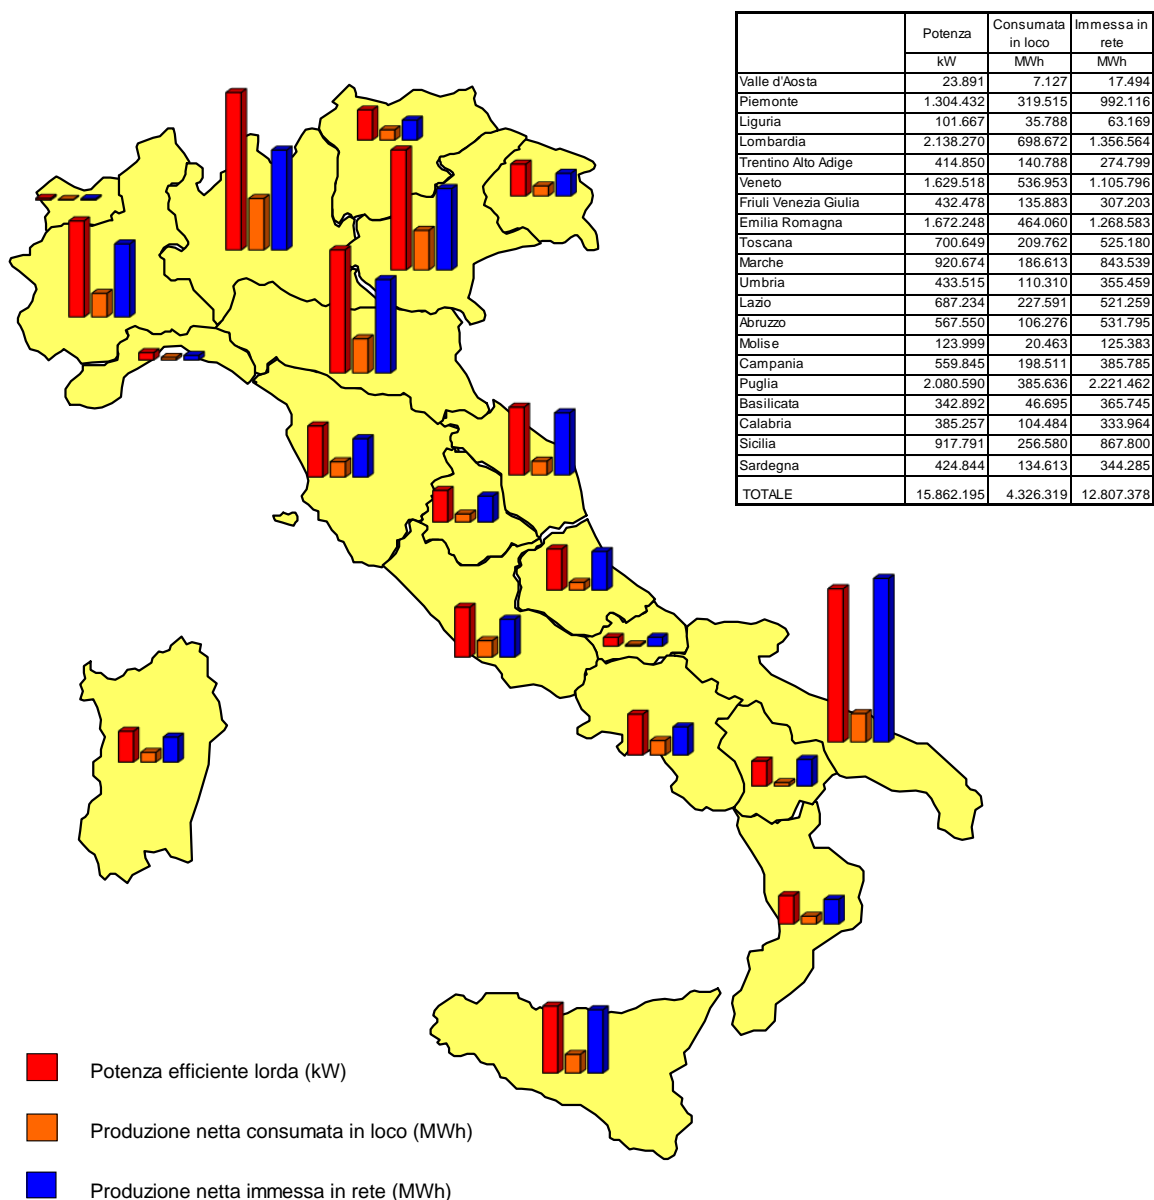 Potenza Consumata in loco Immessa in rete
kW MWh MWh
Valle d'Aosta 23.891 7.127 17.494
Piemonte 1.304.432 319.515 992.116
Liguria 101.667 35.788 63.169
Lombardia 2.138.270 698.672 1.356.564
Trentino Alto Adige 414.850 140.788 274.799
Veneto 1.629.518 536.953 1.105.796
Friuli Venezia Giulia 432.478 135.883 307.203
Emilia Romagna 1.672.248 464.060 1.268.583
Toscana 700.649 209.762 525.180
Marche 920.674 186.613 843.539
Umbria 433.515 110.310 355.459
Lazio 687.234 227.591 521.259
Abruzzo 567.550 106.276 531.795
Molise 123.999 20.463 125.383
Campania 559.845 198.511 385.785
Puglia 2.080.590 385.636 2.221.462
Basilicata 342.892 46.695 365.745
Calabria 385.257 104.484 333.964
Sicilia 917.791 256.580 867.800
Sardegna 424.844 134.613 344.285
TOTALE 15.862.195 4.326.319 12.807.378
Potenza efficiente lorda (kW)
Produzione netta consumata in loco (MWh)
Produzione netta immessa in rete (MWh)